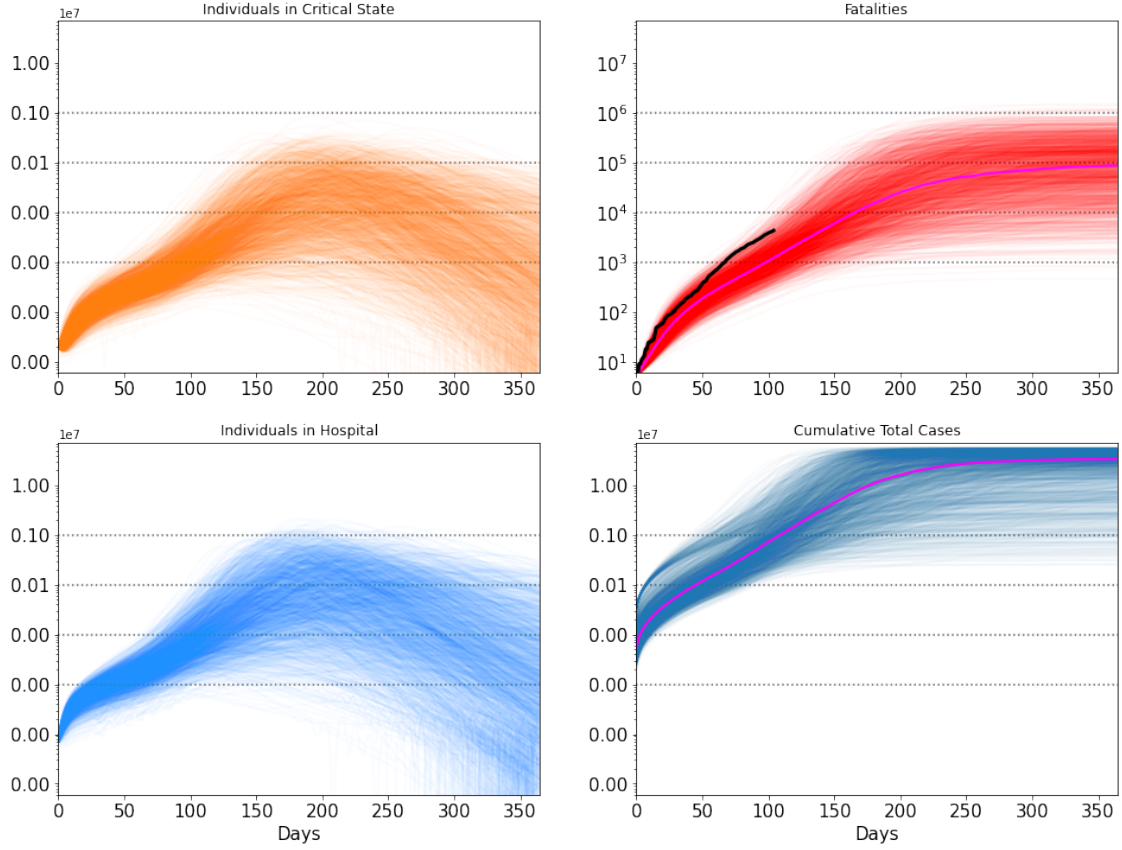 Individuals in Critical State
1e7
1.00
0.10
0.01
0.00
0.00
0.00
0.00
0 50 100 150 200 250 300 350
Fatalities
10⁷
10⁶
10⁵
10⁴
10³
10²
10¹
0 50 100 150 200 250 300 350
Individuals in Hospital
1e7
1.00
0.10
0.01
0.00
0.00
0.00
0.00
0 50 100 150 200 250 300 350
Days
Cumulative Total Cases
1e7
1.00
0.10
0.01
0.00
0.00
0.00
0.00
0 50 100 150 200 250 300 350
Days